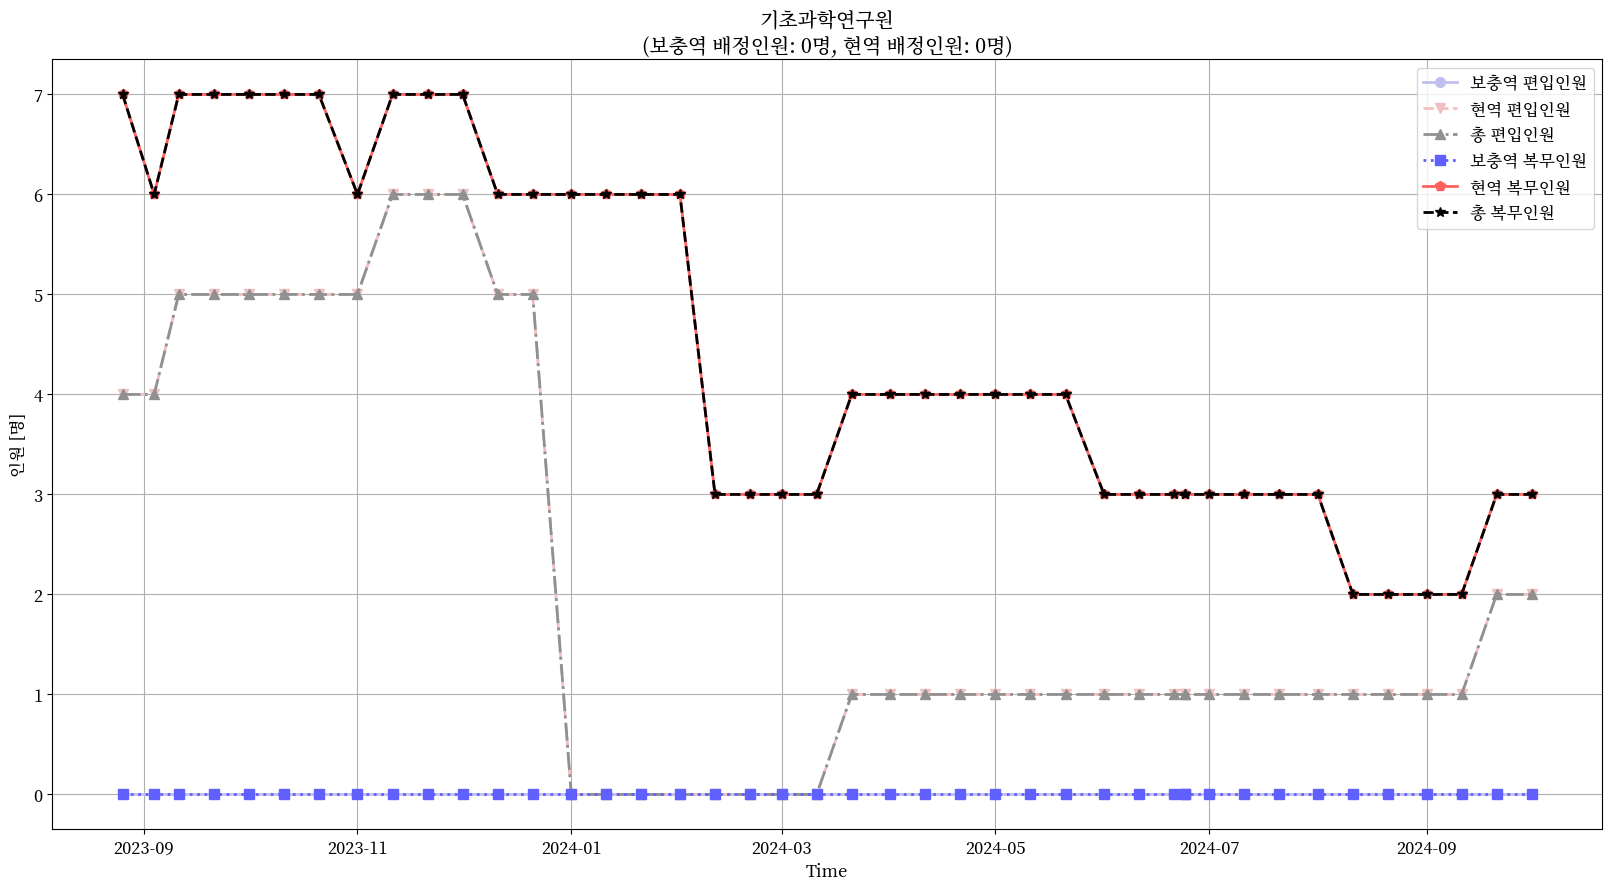 기초과학연구원
(보충역 배정인원: 0명, 현역 배정인원: 0명)
보충역 편입인원
현역 편입인원
총 편입인원
보충역 복무인원
현역 복무인원
총 복무인원
인원 [명]
7
6
5
4
3
2
1
0
2023-09 2023-11 2024-01 2024-03 2024-05 2024-07 2024-09
Time